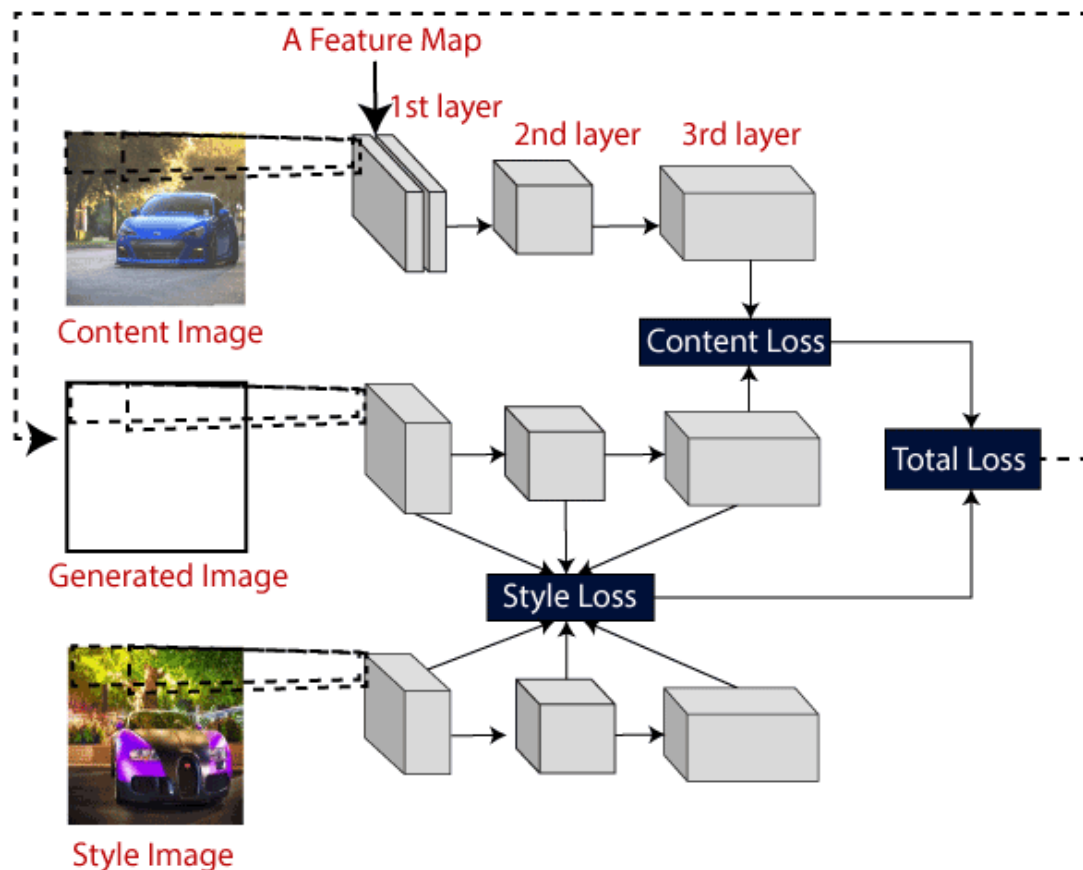 A Feature Map
1st layer
2nd layer
3rd layer
Content Image
Content Loss
Total Loss
Generated Image
Style Loss
Style Image